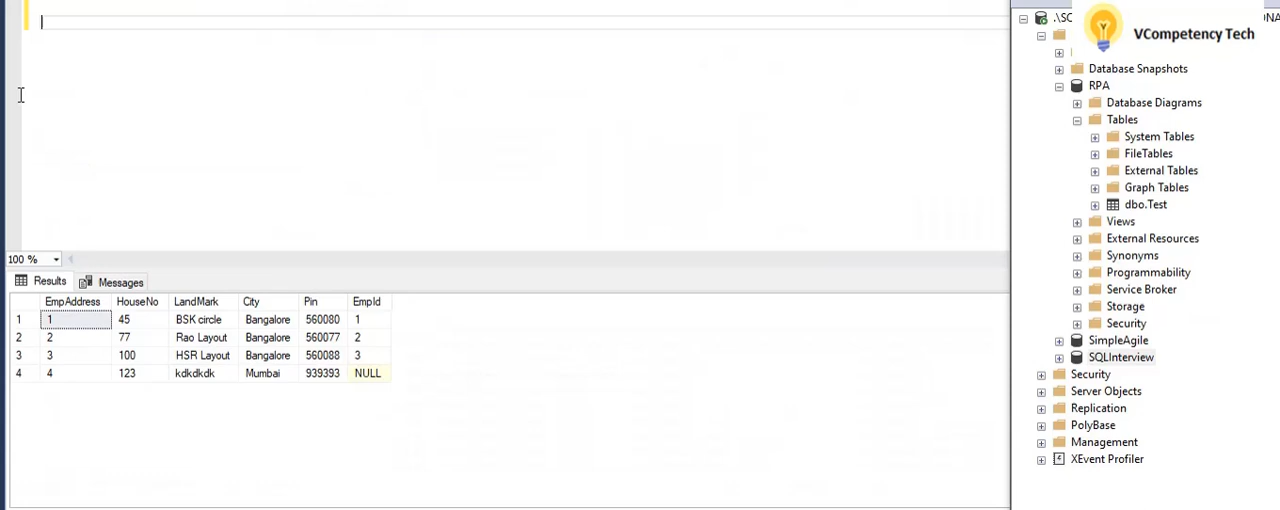 .\SC
NA
VCompetency Tech
Database Snapshots
RPA
Database Diagrams
Tables
System Tables
FileTables
External Tables
Graph Tables
dbo.Test
Views
External Resources
Synonyms
Programmability
Service Broker
Storage
Security
SimpleAgile
SQLInterview
Security
Server Objects
Replication
PolyBase
Management
XEvent Profiler
100 %
Results Messages
EmpAddress HouseNo LandMark City Pin EmpId
1 1 45 BSK circle Bangalore 560080 1
2 2 77 Rao Layout Bangalore 560077 2
3 3 100 HSR Layout Bangalore 560088 3
4 4 123 kdkdkdk Mumbai 939393 NULL